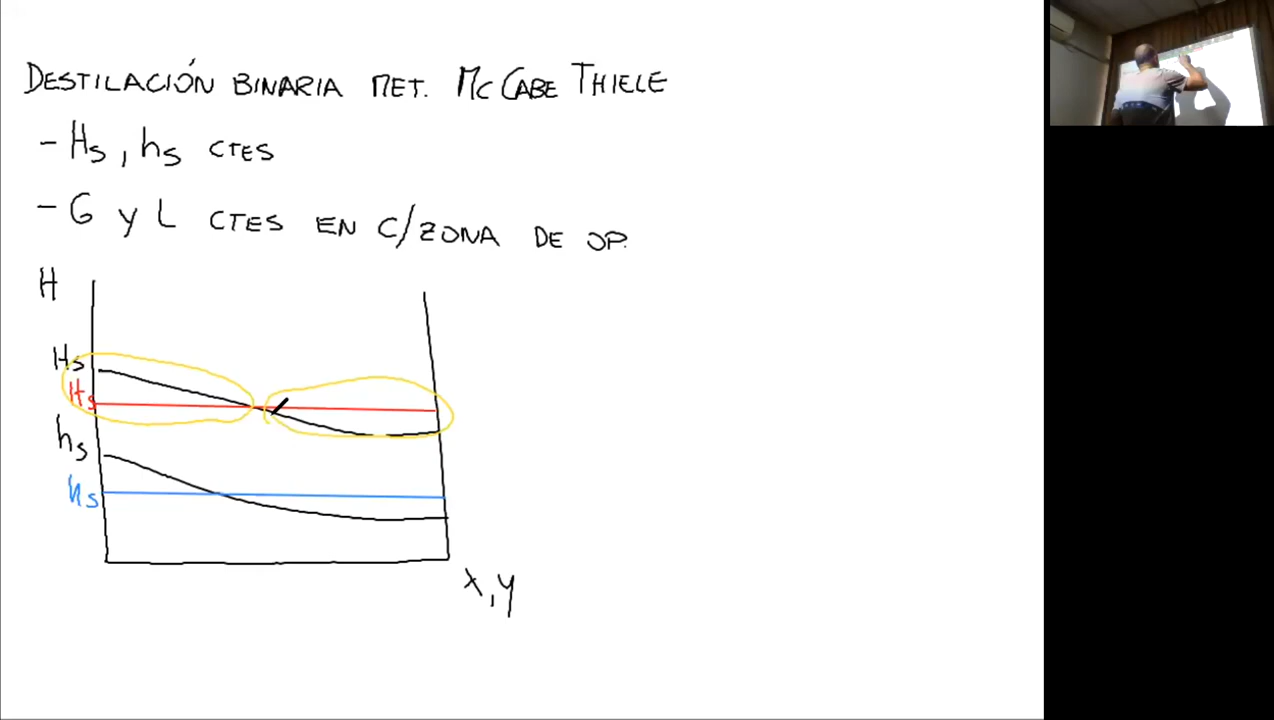 DESTILACIÓN BINARIA MET. McCABE THIELE
- Hs, hs CTES
- G y L CTES EN C/ZONA DE OP.
H
Hs
Hs
hs
hs
x, y